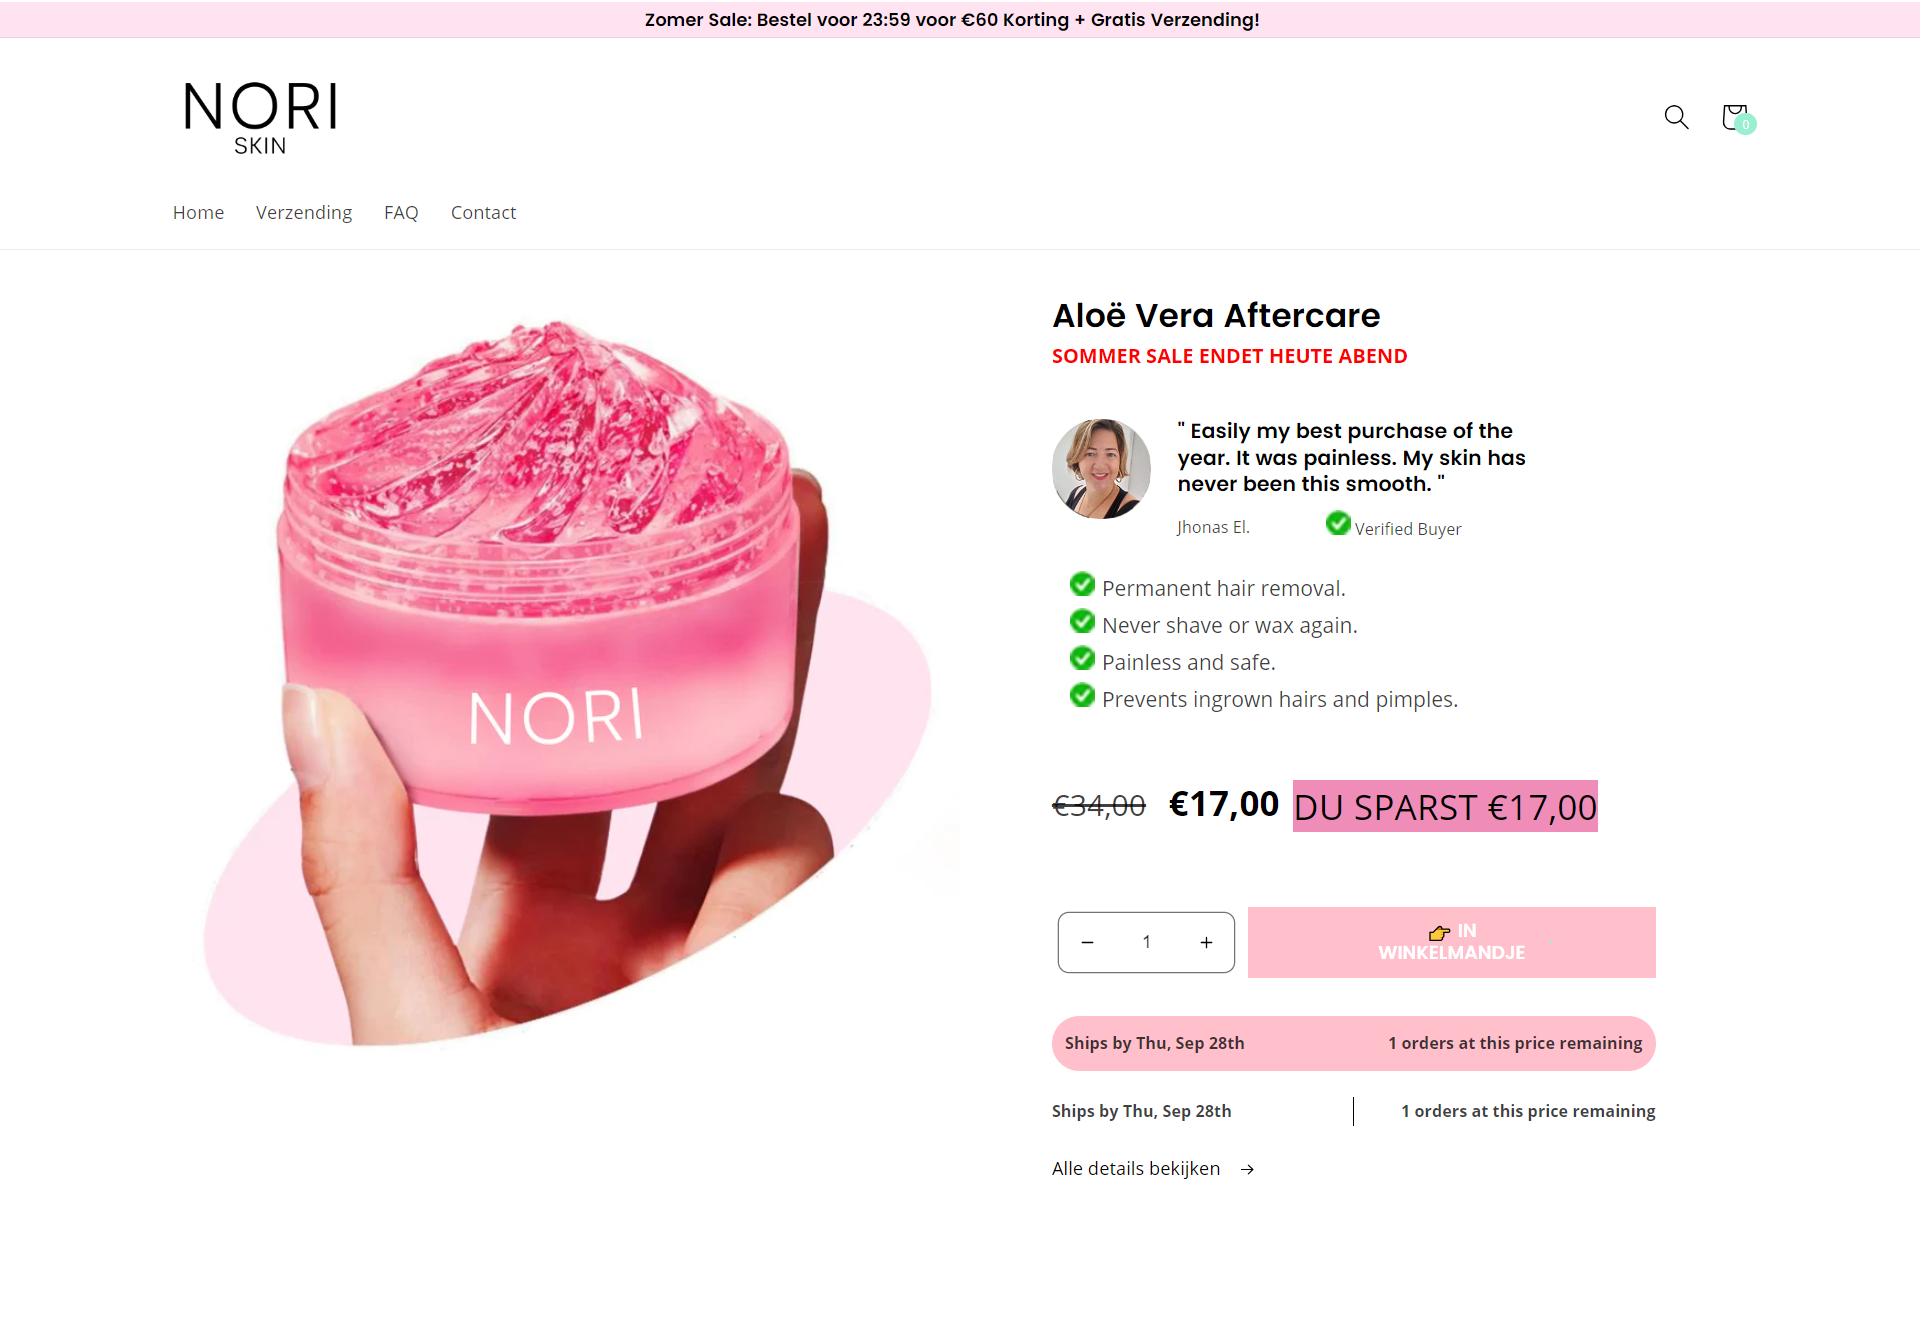 Zomer Sale: Bestel voor 23:59 voor €60 Korting + Gratis Verzending!
NORI
SKIN
0
Home Verzending FAQ Contact
NORI
Aloë Vera Aftercare
SOMMER SALE ENDET HEUTE ABEND
" Easily my best purchase of the
year. It was painless. My skin has
never been this smooth. "
Jhonas El. Verified Buyer
Permanent hair removal.
Never shave or wax again.
Painless and safe.
Prevents ingrown hairs and pimples.
€34,00 €17,00 DU SPARST €17,00
− 1 +
👉 IN
WINKELMANDJE
Ships by Thu, Sep 28th 1 orders at this price remaining
Ships by Thu, Sep 28th 1 orders at this price remaining
Alle details bekijken →